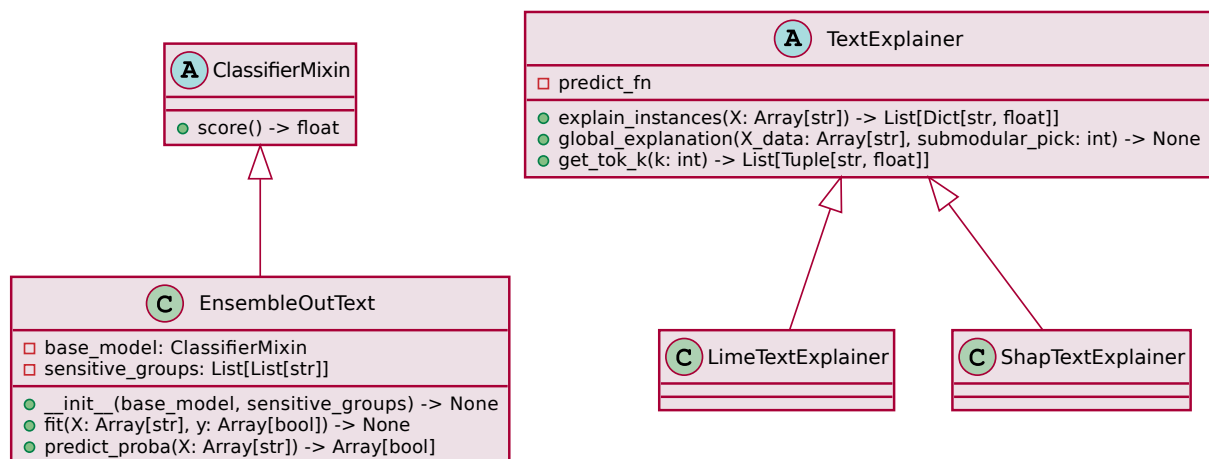 A ClassifierMixin
score() -> float
A TextExplainer
predict_fn
explain_instances(X: Array[str]) -> List[Dict[str, float]]
global_explanation(X_data: Array[str], submodular_pick: int) -> None
get_tok_k(k: int) -> List[Tuple[str, float]]
C EnsembleOutText
base_model: ClassifierMixin
sensitive_groups: List[List[str]]
__init__(base_model, sensitive_groups) -> None
fit(X: Array[str], y: Array[bool]) -> None
predict_proba(X: Array[str]) -> Array[bool]
C LimeTextExplainer
C ShapTextExplainer